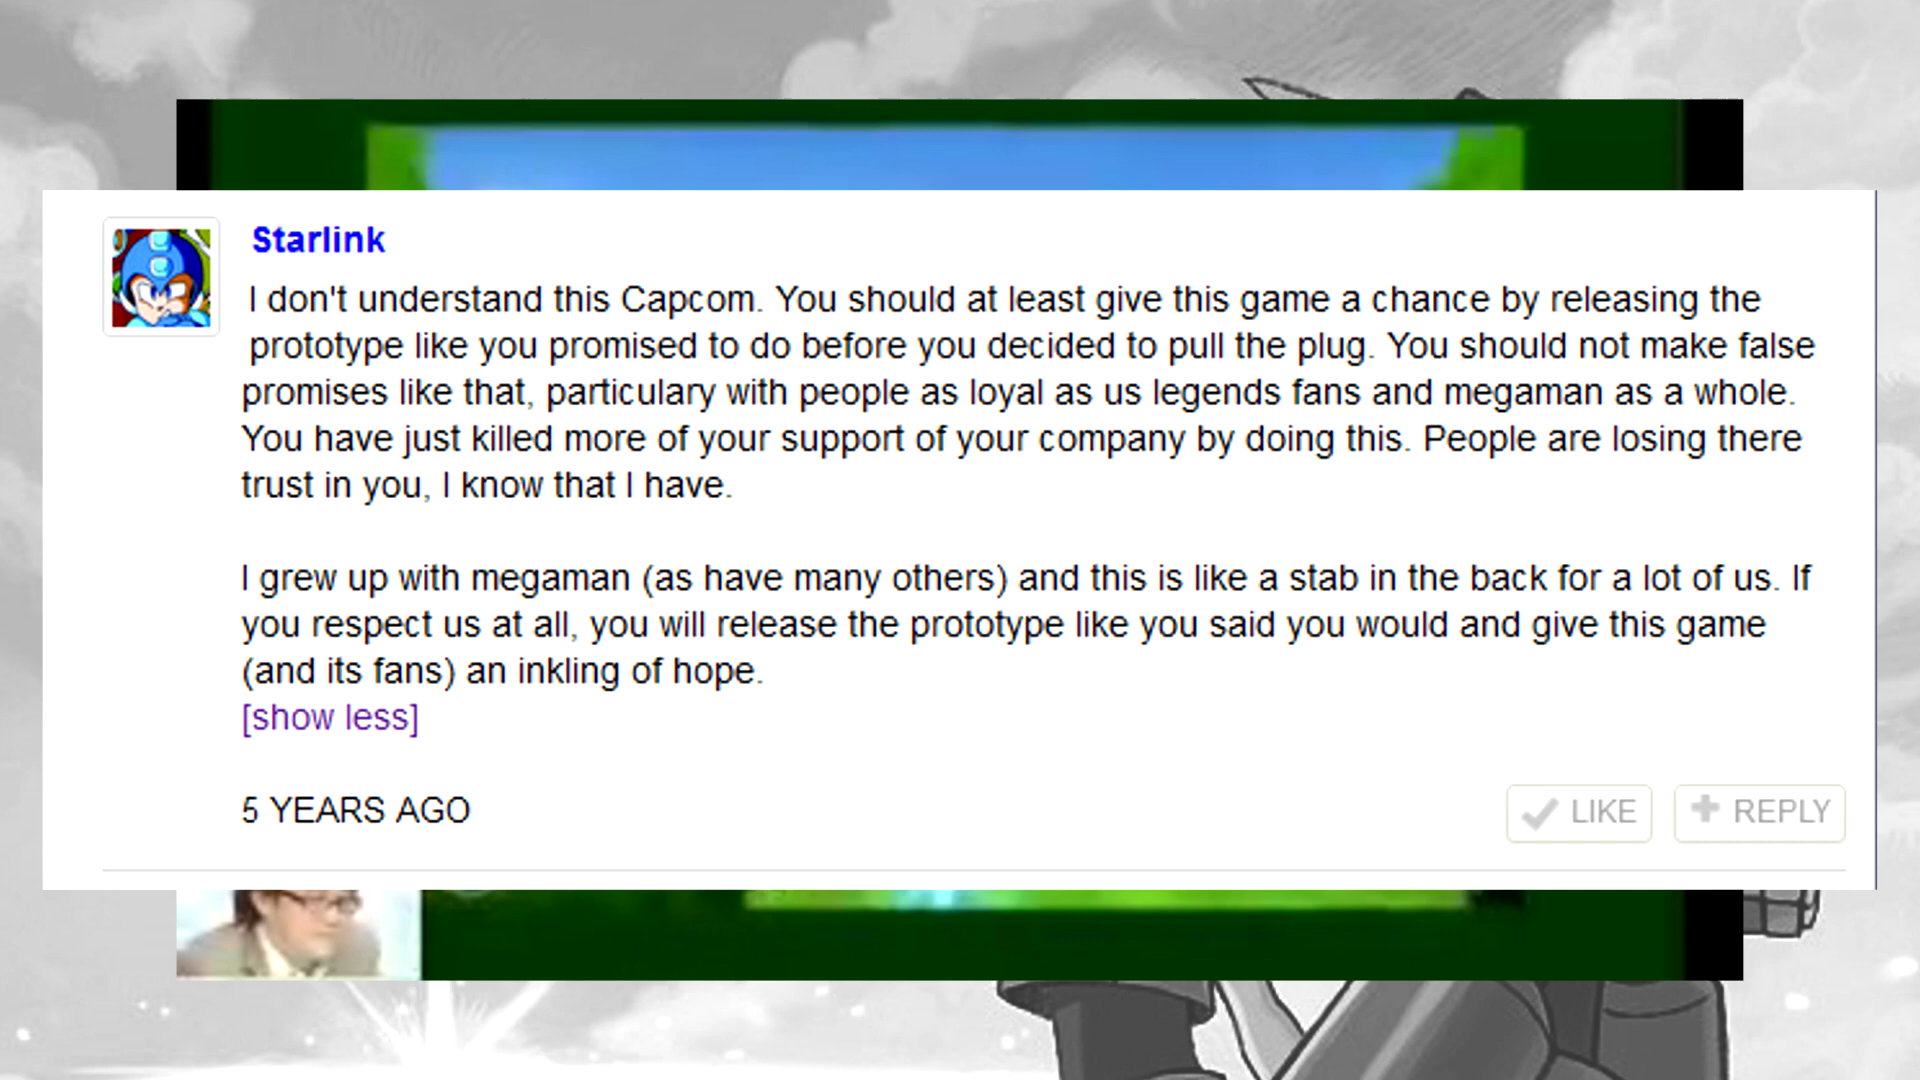 Starlink
I don't understand this Capcom. You should at least give this game a chance by releasing the
prototype like you promised to do before you decided to pull the plug. You should not make false
promises like that, particulary with people as loyal as us legends fans and megaman as a whole.
You have just killed more of your support of your company by doing this. People are losing there
trust in you, I know that I have.
I grew up with megaman (as have many others) and this is like a stab in the back for a lot of us. If
you respect us at all, you will release the prototype like you said you would and give this game
(and its fans) an inkling of hope.
[show less]
5 YEARS AGO
LIKE
REPLY